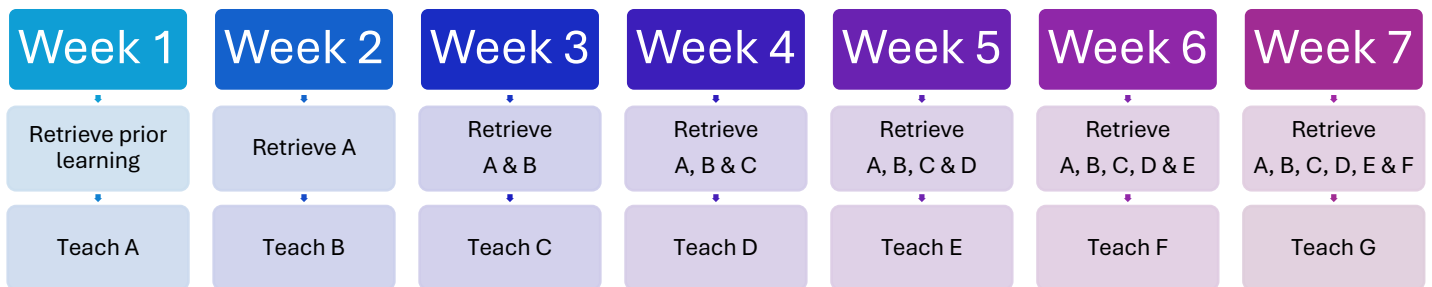 Week 1
Week 2
Week 3
Week 4
Week 5
Week 6
Week 7
Retrieve prior
learning
Retrieve A
Retrieve
A & B
Retrieve
A, B & C
Retrieve
A, B, C & D
Retrieve
A, B, C, D & E
Retrieve
A, B, C, D, E & F
Teach A
Teach B
Teach C
Teach D
Teach E
Teach F
Teach G